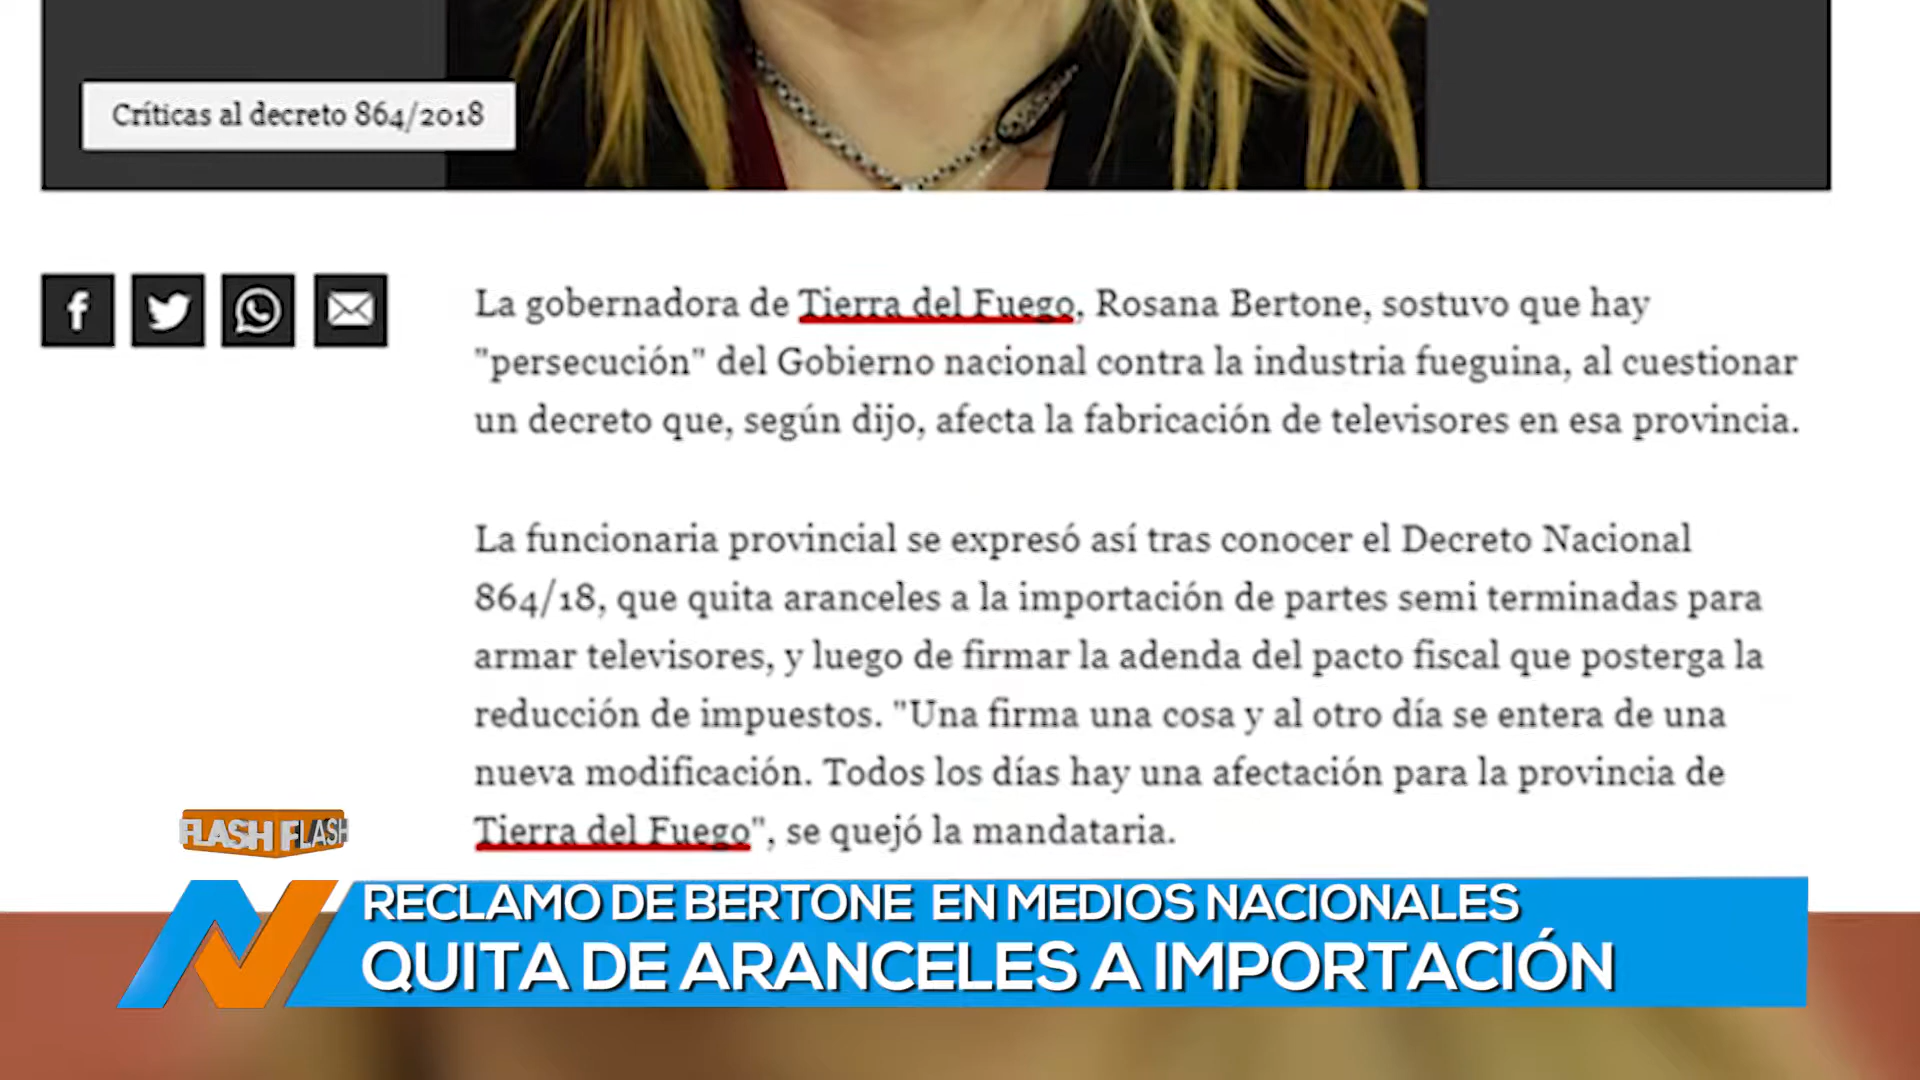 Críticas al decreto 864/2018
La gobernadora de Tierra del Fuego, Rosana Bertone, sostuvo que hay
"persecución" del Gobierno nacional contra la industria fueguina, al cuestionar
un decreto que, según dijo, afecta la fabricación de televisores en esa provincia.
La funcionaria provincial se expresó así tras conocer el Decreto Nacional
864/18, que quita aranceles a la importación de partes semi terminadas para
armar televisores, y luego de firmar la adenda del pacto fiscal que posterga la
reducción de impuestos. "Una firma una cosa y al otro día se entera de una
nueva modificación. Todos los días hay una afectación para la provincia de
Tierra del Fuego", se quejó la mandataria.
FLASH FLASH
RECLAMO DE BERTONE EN MEDIOS NACIONALES
QUITA DE ARANCELES A IMPORTACIÓN